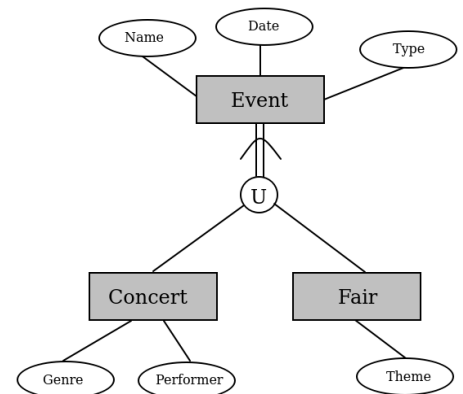 Name
Date
Type
Event
U
Concert
Fair
Genre
Performer
Theme